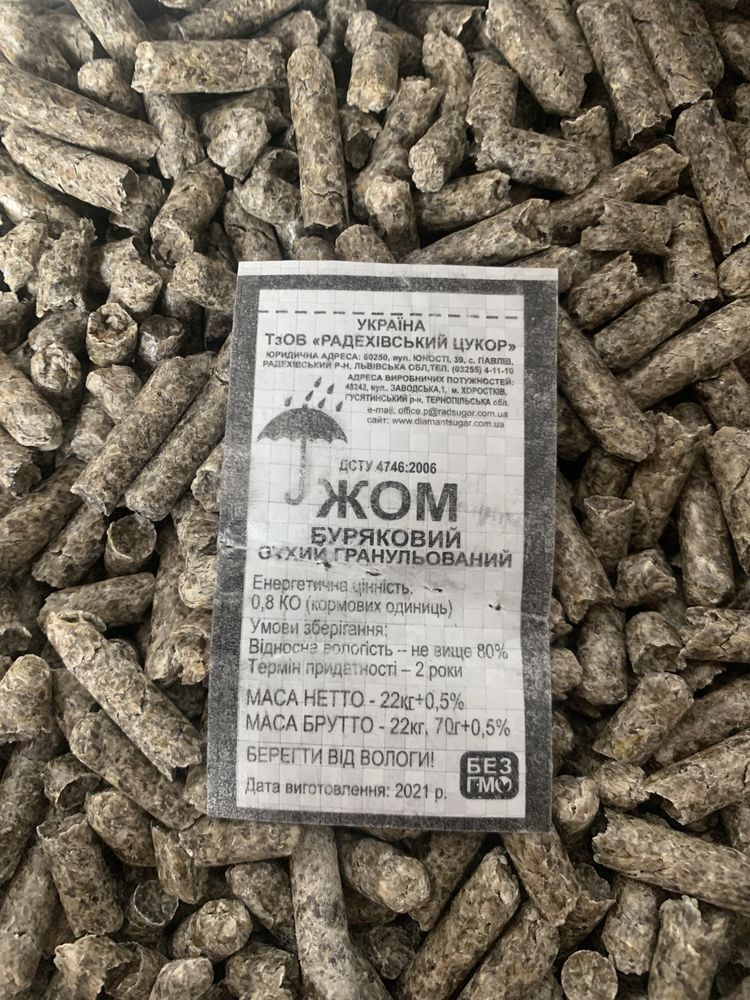 УКРАЇНА
ТзОВ «РАДЕХІВСЬКИЙ ЦУКОР»
ЮРИДИЧНА АДРЕСА: 80250, вул. ЮНОСТІ, 39, с. ПАВЛІВ,
РАДЕХІВСЬКИЙ Р-Н, ЛЬВІВСЬКА ОБЛ,ТЕЛ. (03255) 4-11-10
АДРЕСА ВИРОБНИЧИХ ПОТУЖНОСТЕЙ:
48242, вул.. ЗАВОДСЬКА,1, м. ХОРОСТКІВ,
ГУСЯТИНСЬКИЙ р-н, ТЕРНОПІЛЬСЬКА обл.
e-mail: office.p@radsugar.com.ua
сайт: www.diamantsugar.com.ua
ДСТУ 4746:2006
ЖОМ
БУРЯКОВИЙ
СУХИЙ ГРАНУЛЬОВАНИЙ
Енергетична цінність:
0,8 КО (кормових одиниць)
Умови зберігання:
Відносна вологість -- не вище 80%
Термін придатності – 2 роки
МАСА НЕТТО - 22кг+0,5%
МАСА БРУТТО - 22кг, 70г+0,5%
БЕРЕГТИ ВІД ВОЛОГИ!
БЕЗ
ГМО
Дата виготовлення: 2021 р.